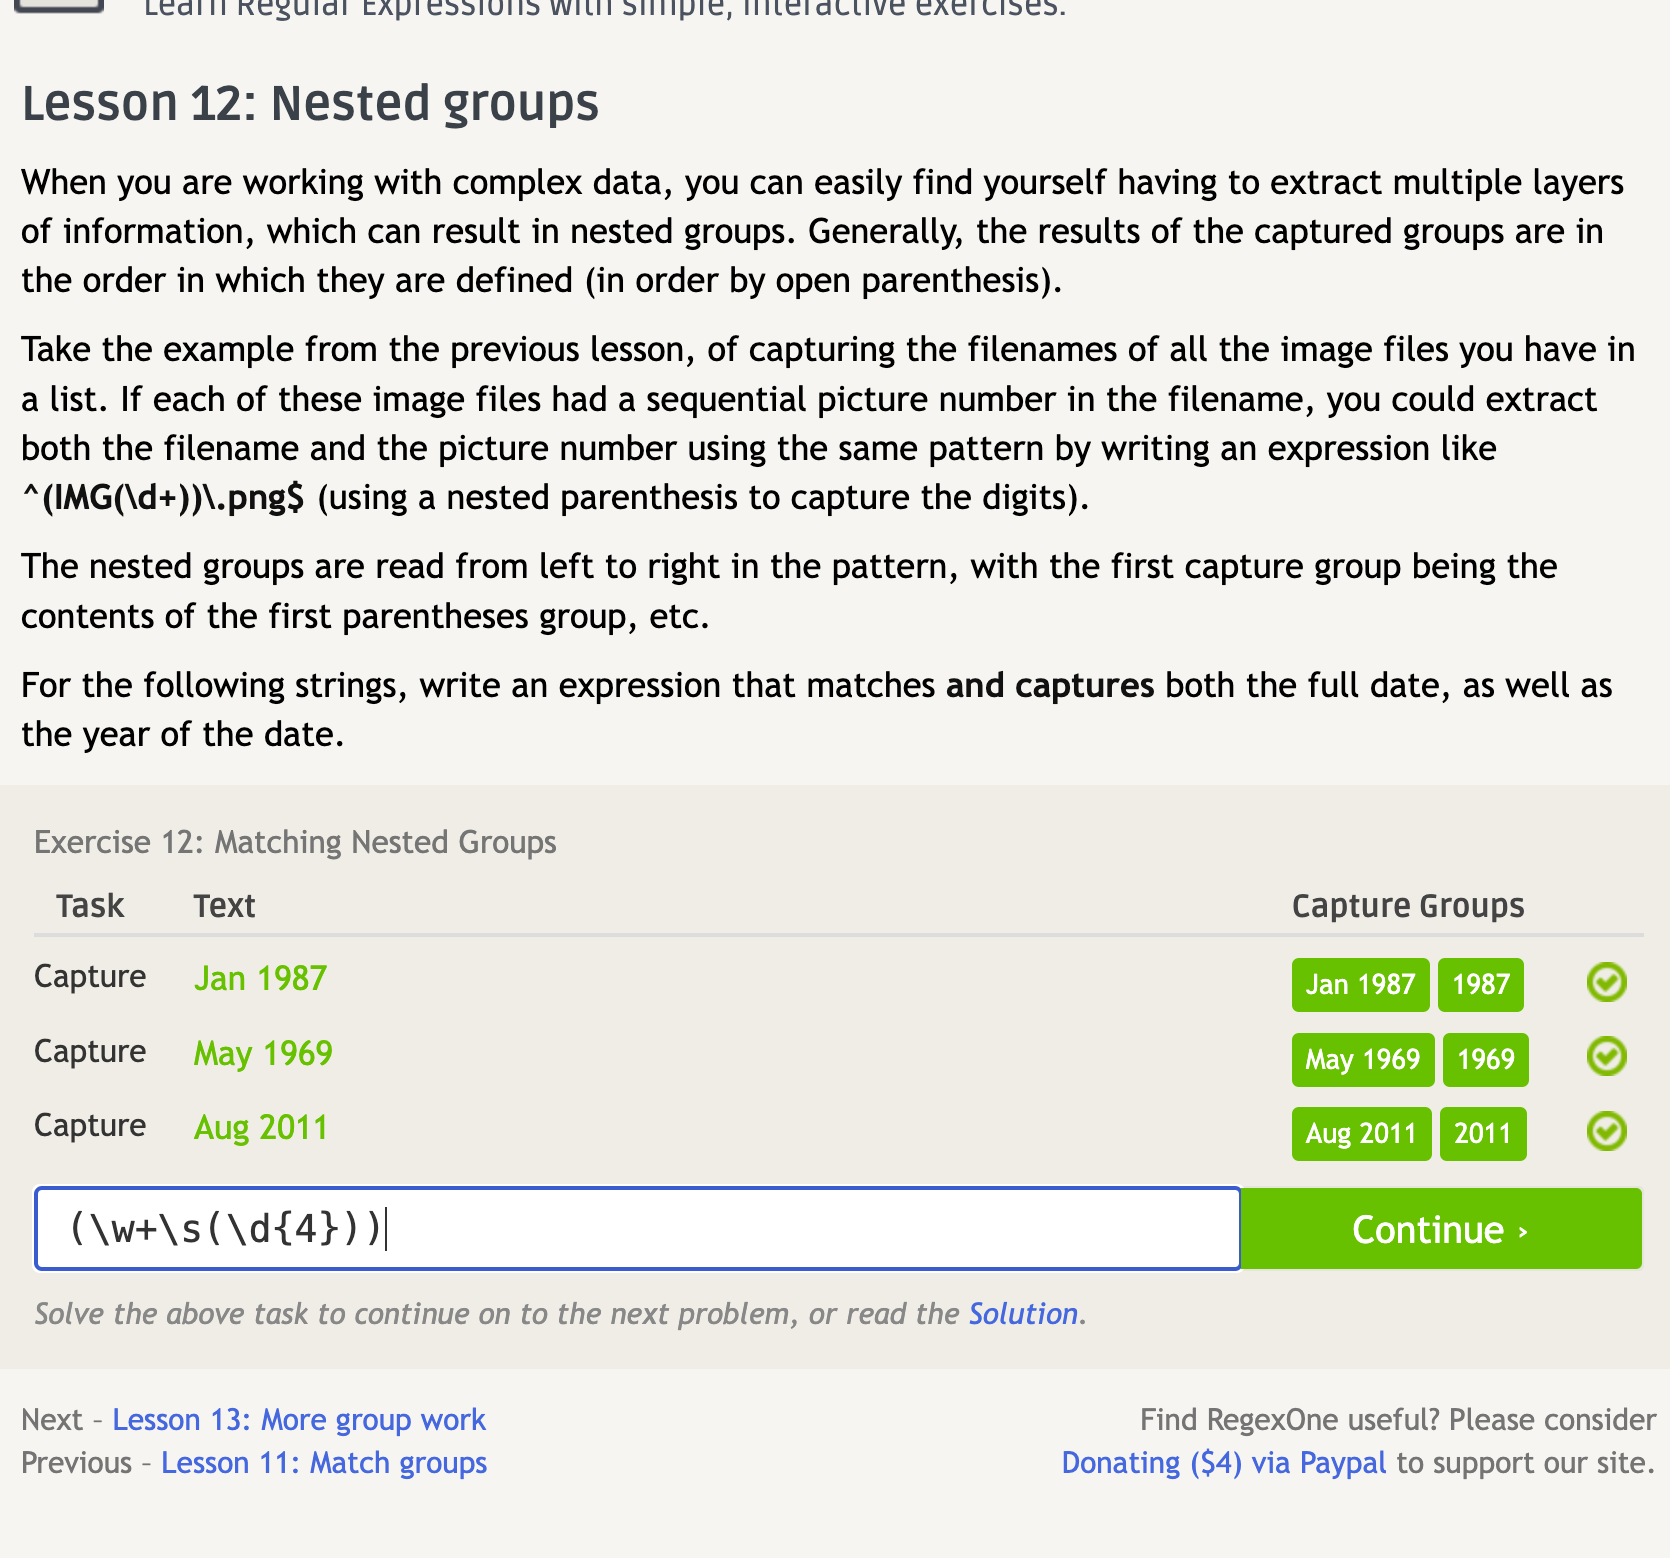 Learn Regular Expressions with simple, interactive exercises.
Lesson 12: Nested groups
When you are working with complex data, you can easily find yourself having to extract multiple layers
of information, which can result in nested groups. Generally, the results of the captured groups are in
the order in which they are defined (in order by open parenthesis).
Take the example from the previous lesson, of capturing the filenames of all the image files you have in
a list. If each of these image files had a sequential picture number in the filename, you could extract
both the filename and the picture number using the same pattern by writing an expression like
^(IMG(\d+))\.png$ (using a nested parenthesis to capture the digits).
The nested groups are read from left to right in the pattern, with the first capture group being the
contents of the first parentheses group, etc.
For the following strings, write an expression that matches and captures both the full date, as well as
the year of the date.
Exercise 12: Matching Nested Groups
Task Text Capture Groups
Capture Jan 1987 Jan 1987 1987
Capture May 1969 May 1969 1969
Capture Aug 2011 Aug 2011 2011
(\w+\s(\d{4})) Continue ›
Solve the above task to continue on to the next problem, or read the Solution.
Next – Lesson 13: More group work Find RegexOne useful? Please consider
Previous – Lesson 11: Match groups Donating ($4) via Paypal to support our site.